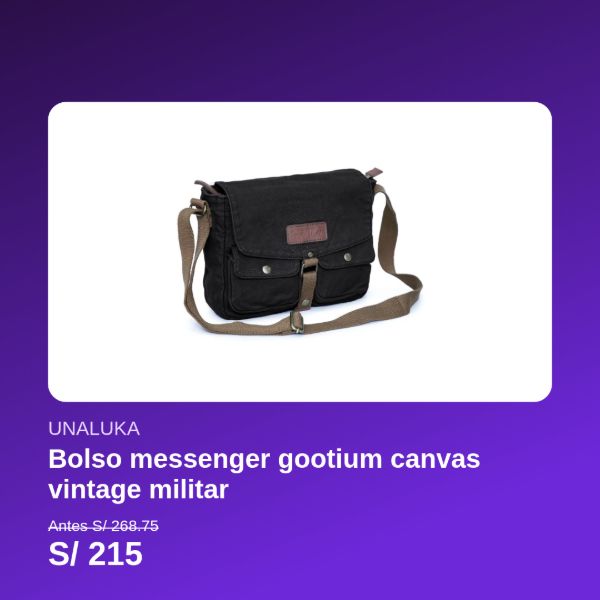 UNALUKA
Bolso messenger gootium canvas
vintage militar
Antes S/ 268.75
S/ 215